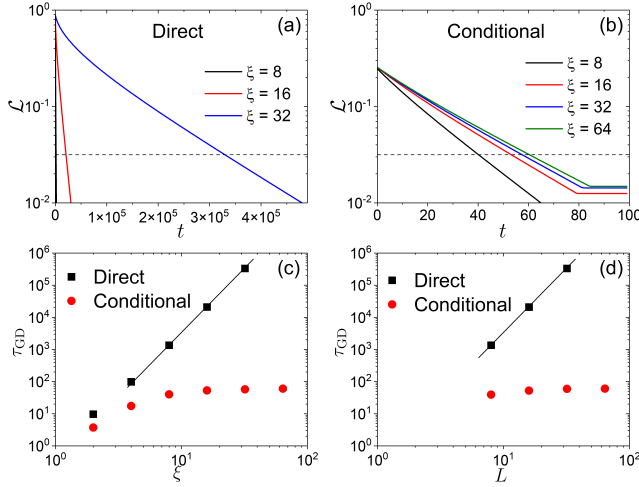 (a)
Direct
ξ = 8
ξ = 16
ξ = 32
10⁰
10⁻¹
10⁻²
ℒ
0
1×10⁵
2×10⁵
3×10⁵
4×10⁵
t
(b)
Conditional
ξ = 8
ξ = 16
ξ = 32
ξ = 64
10⁰
10⁻¹
10⁻²
ℒ
0 20 40 60 80 100
t
(c)
Direct
Conditional
10⁶
10⁵
10⁴
10³
10²
10¹
10⁰
τGD
10⁰ 10¹ 10²
ξ
(d)
Direct
Conditional
10⁶
10⁵
10⁴
10³
10²
10¹
10⁰
τGD
10⁰ 10¹ 10²
L